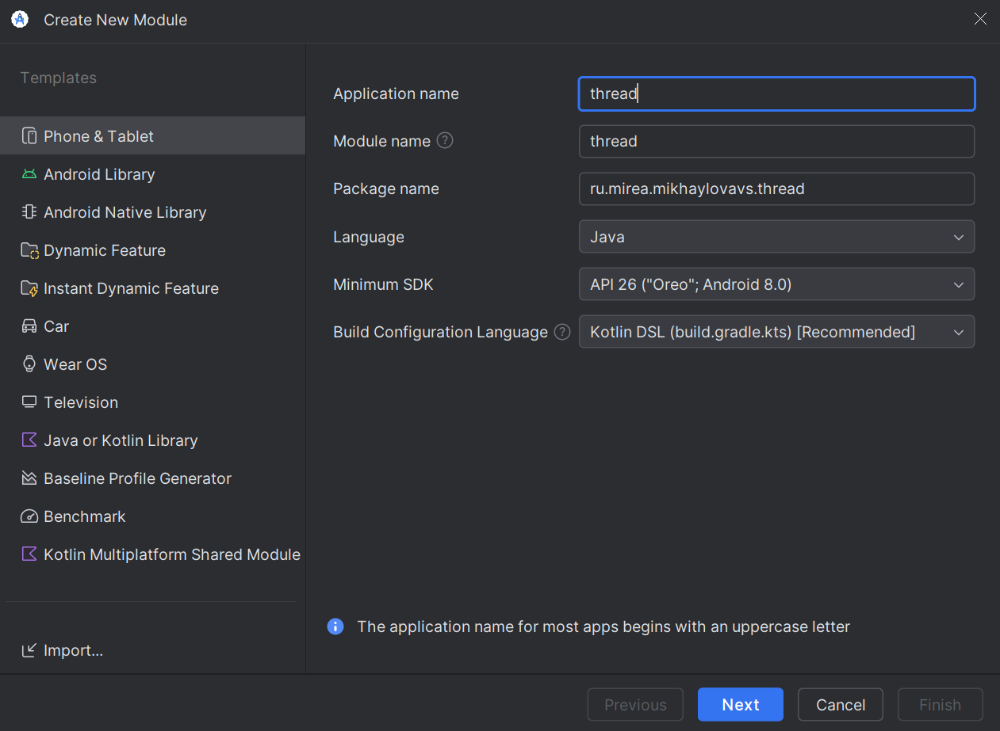 Create New Module
Templates
Phone & Tablet
Android Library
Android Native Library
Dynamic Feature
Instant Dynamic Feature
Car
Wear OS
Television
Java or Kotlin Library
Baseline Profile Generator
Benchmark
Kotlin Multiplatform Shared Module
Import...
Application name
thread
Module name ?
thread
Package name
ru.mirea.mikhaylovavs.thread
Language
Java
Minimum SDK
API 26 ("Oreo"; Android 8.0)
Build Configuration Language ?
Kotlin DSL (build.gradle.kts) [Recommended]
The application name for most apps begins with an uppercase letter
Previous
Next
Cancel
Finish